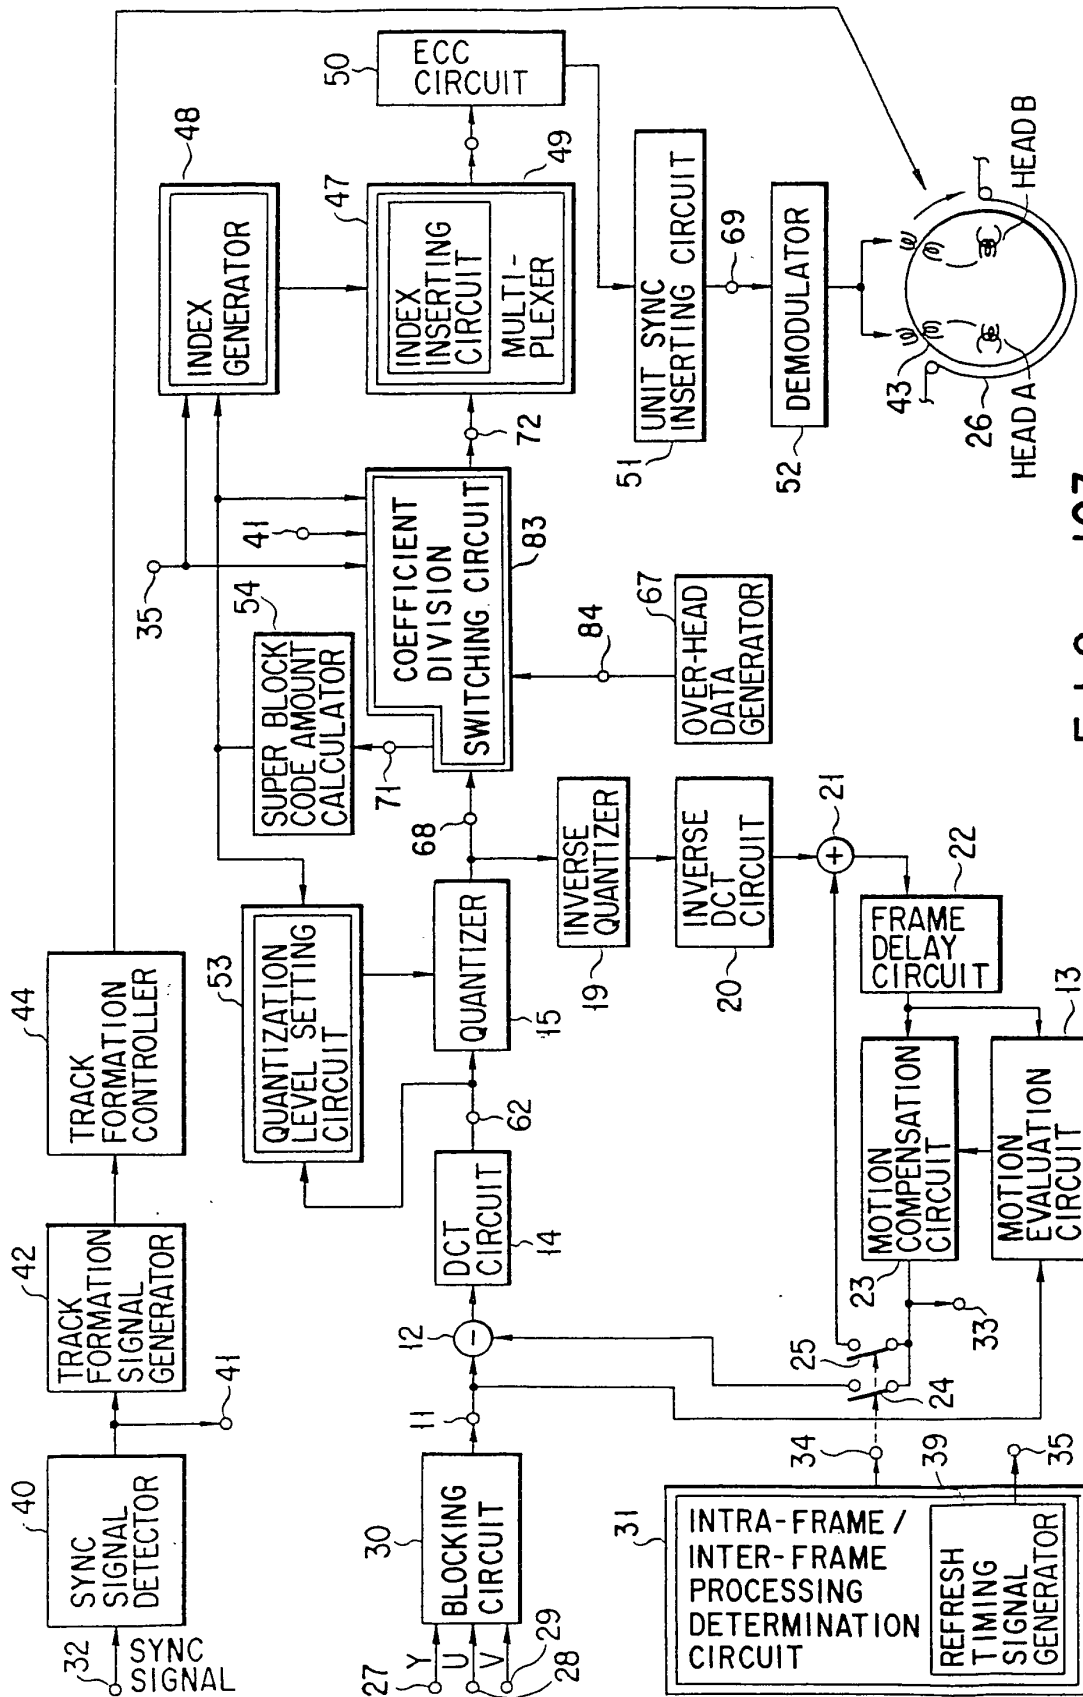 32
SYNC
SIGNAL
40
SYNC
SIGNAL
DETECTOR
41
42
TRACK
FORMATION
SIGNAL
GENERATOR
44
TRACK
FORMATION
CONTROLLER
27
Y
U
V
28
29
30
BLOCKING
CIRCUIT
11
12
−
DCT
CIRCUIT
14
62
53
QUANTIZATION
LEVEL SETTING
CIRCUIT
QUANTIZER
15
68
SUPER BLOCK
CODE AMOUNT
CALCULATOR
54
71
35
41
COEFFICIENT
DIVISION
SWITCHING CIRCUIT
83
72
INDEX
GENERATOR
48
47
INDEX
INSERTING
CIRCUIT
MULTI-
PLEXER
49
50
ECC
CIRCUIT
84
67
OVER-HEAD
DATA
GENERATOR
UNIT SYNC
INSERTING CIRCUIT
51
69
DEMODULATOR
52
43
26
HEAD A
HEAD B
INVERSE
QUANTIZER
19
INVERSE
DCT
CIRCUIT
20
21
+
22
FRAME
DELAY
CIRCUIT
MOTION
COMPENSATION
CIRCUIT
23
MOTION
EVALUATION
CIRCUIT
13
33
25
24
34
31
INTRA-FRAME /
INTER-FRAME
PROCESSING
DETERMINATION
CIRCUIT
39
REFRESH
TIMING
SIGNAL
GENERATOR
35